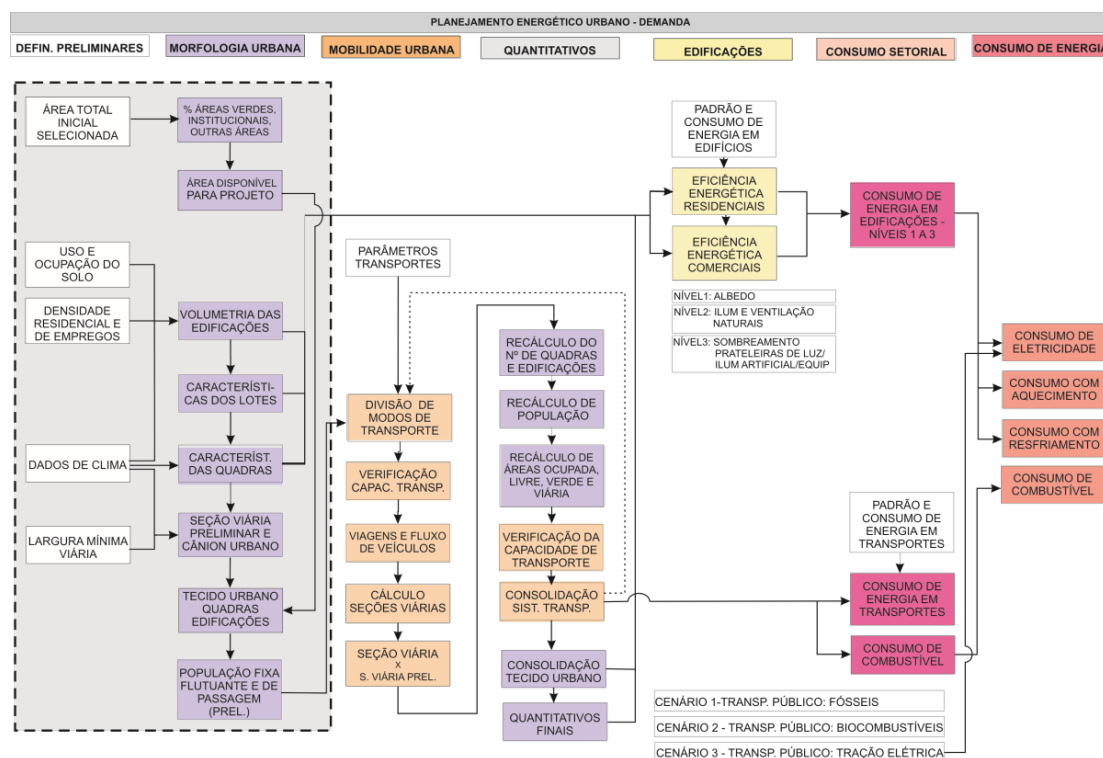 PLANEJAMENTO ENERGÉTICO URBANO - DEMANDA
DEFIN. PRELIMINARES
MORFOLOGIA URBANA
MOBILIDADE URBANA
QUANTITATIVOS
EDIFICAÇÕES
CONSUMO SETORIAL
CONSUMO DE ENERGIA
ÁREA TOTAL
INICIAL
SELECIONADA
% ÁREAS VERDES,
INSTITUCIONAIS,
OUTRAS ÁREAS
ÁREA DISPONÍVEL
PARA PROJETO
USO E
OCUPAÇÃO DO
SOLO
DENSIDADE
RESIDENCIAL E
DE EMPREGOS
VOLUMETRIA DAS
EDIFICAÇÕES
CARACTERÍSTI-
CAS DOS LOTES
DADOS DE CLIMA
CARACTERÍST.
DAS QUADRAS
LARGURA MÍNIMA
VIÁRIA
SEÇÃO VIÁRIA
PRELIMINAR E
CÂNION URBANO
TECIDO URBANO
QUADRAS
EDIFICAÇÕES
POPULAÇÃO FIXA
FLUTUANTE E DE
PASSAGEM
(PREL.)
PARÂMETROS
TRANSPORTES
DIVISÃO DE
MODOS DE
TRANSPORTE
VERIFICAÇÃO
CAPAC. TRANSP.
VIAGENS E FLUXO
DE VEÍCULOS
CÁLCULO
SEÇÕES VIÁRIAS
SEÇÃO VIÁRIA
X
S. VIÁRIA PREL.
RECÁLCULO DO
Nº DE QUADRAS
E EDIFICAÇÕES
RECÁLCULO DE
POPULAÇÃO
RECÁLCULO DE
ÁREAS OCUPADA,
LIVRE, VERDE E
VIÁRIA
VERIFICAÇÃO DA
CAPACIDADE DE
TRANSPORTE
CONSOLIDAÇÃO
SIST. TRANSP.
CONSOLIDAÇÃO
TECIDO URBANO
QUANTITATIVOS
FINAIS
PADRÃO E
CONSUMO DE
ENERGIA EM
EDIFÍCIOS
EFICIÊNCIA
ENERGÉTICA
RESIDENCIAIS
EFICIÊNCIA
ENERGÉTICA
COMERCIAIS
NÍVEL1: ALBEDO
NÍVEL2: ILUM E VENTILAÇÃO
NATURAIS
NÍVEL3: SOMBREAMENTO
PRATELEIRAS DE LUZ/
ILUM ARTIFICIAL/EQUIP
CONSUMO DE
ENERGIA EM
EDIFICAÇÕES -
NÍVEIS 1 A 3
PADRÃO E
CONSUMO DE
ENERGIA EM
TRANSPORTES
CONSUMO DE
ENERGIA EM
TRANSPORTES
CONSUMO DE
COMBUSTÍVEL
CONSUMO DE
ELETRICIDADE
CONSUMO COM
AQUECIMENTO
CONSUMO COM
RESFRIAMENTO
CONSUMO DE
COMBUSTÍVEL
CENÁRIO 1-TRANSP. PÚBLICO: FÓSSEIS
CENÁRIO 2 - TRANSP. PÚBLICO: BIOCOMBUSTÍVEIS
CENÁRIO 3 - TRANSP. PÚBLICO: TRAÇÃO ELÉTRICA